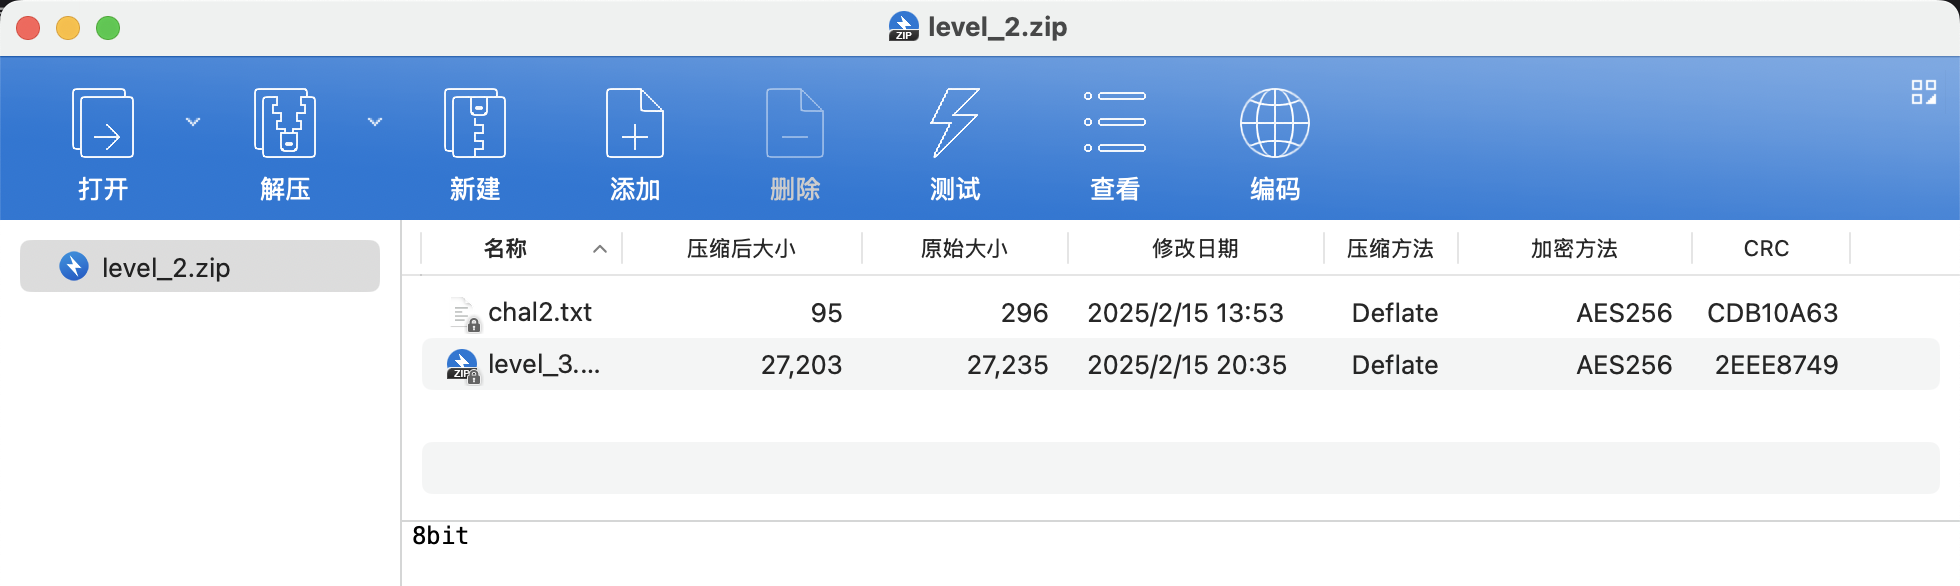 level_2.zip
打开 解压 新建 添加 删除 测试 查看 编码
level_2.zip
名称 压缩后大小 原始大小 修改日期 压缩方法 加密方法 CRC
chal2.txt 95 296 2025/2/15 13:53 Deflate AES256 CDB10A63
level_3.... 27,203 27,235 2025/2/15 20:35 Deflate AES256 2EEE8749
8bit